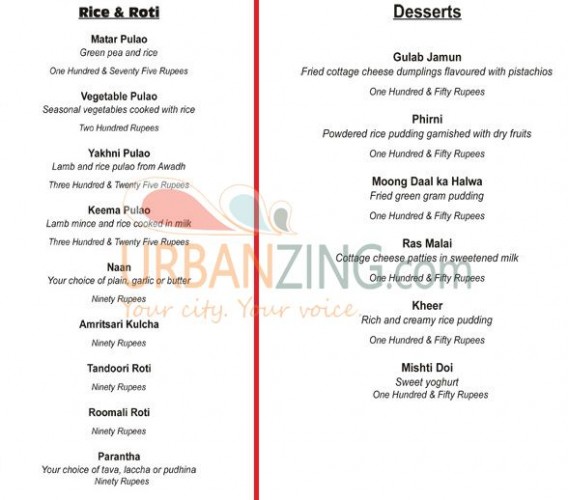 Rice & Roti
Matar Pulao
Green pea and rice
One Hundred & Seventy Five Rupees
Vegetable Pulao
Seasonal vegetables cooked with rice
Two Hundred Rupees
Yakhni Pulao
Lamb and rice pulao from Awadh
Three Hundred & Twenty Five Rupees
Keema Pulao
Lamb mince and rice cooked in milk
Three Hundred & Twenty Five Rupees
Naan
Your choice of plain, garlic or butter
Ninety Rupees
Amritsari Kulcha
Ninety Rupees
Tandoori Roti
Ninety Rupees
Roomali Roti
Ninety Rupees
Parantha
Your choice of tava, laccha or pudhina
Ninety Rupees
Desserts
Gulab Jamun
Fried cottage cheese dumplings flavoured with pistachios
One Hundred & Fifty Rupees
Phirni
Powdered rice pudding garnished with dry fruits
One Hundred & Fifty Rupees
Moong Daal ka Halwa
Fried green gram pudding
One Hundred & Fifty Rupees
Ras Malai
Cottage cheese patties in sweetened milk
One Hundred & Fifty Rupees
Kheer
Rich and creamy rice pudding
One Hundred & Fifty Rupees
Mishti Doi
Sweet yoghurt
One Hundred & Fifty Rupees
URBANZING.com
Your city. Your voice.